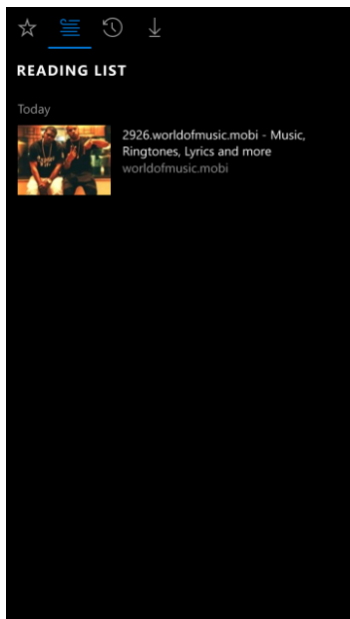 READING LIST
Today
2926.worldofmusic.mobi - Music,
Ringtones, Lyrics and more
worldofmusic.mobi